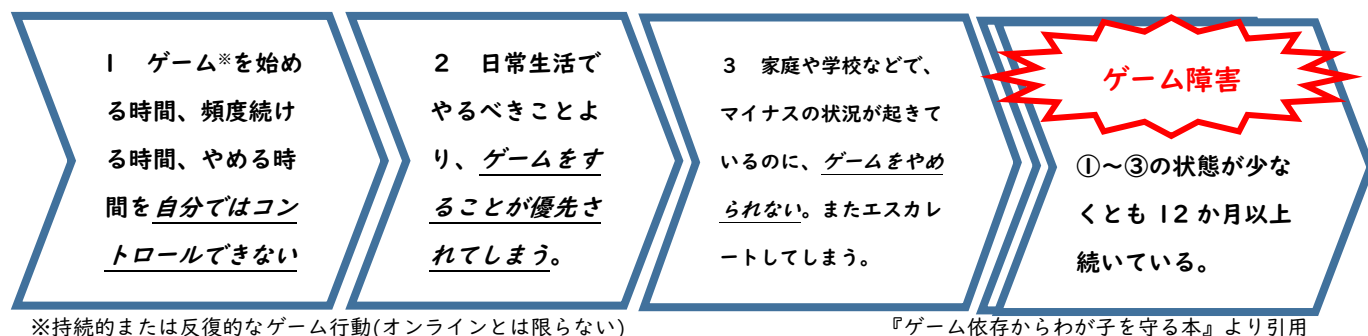 1 ゲーム※を始め
る時間、頻度続け
る時間、やめる時
間を自分ではコン
トロールできない
2 日常生活で
やるべきことよ
り、ゲームをす
ることが優先さ
れてしまう。
3 家庭や学校などで、
マイナスの状況が起きて
いるのに、ゲームをやめ
られない。またエスカレ
ートしてしまう。
ゲーム障害
①～③の状態が少な
くとも 12 か月以上
続いている。
※持続的または反復的なゲーム行動(オンラインとは限らない)
『ゲーム依存からわが子を守る本』より引用